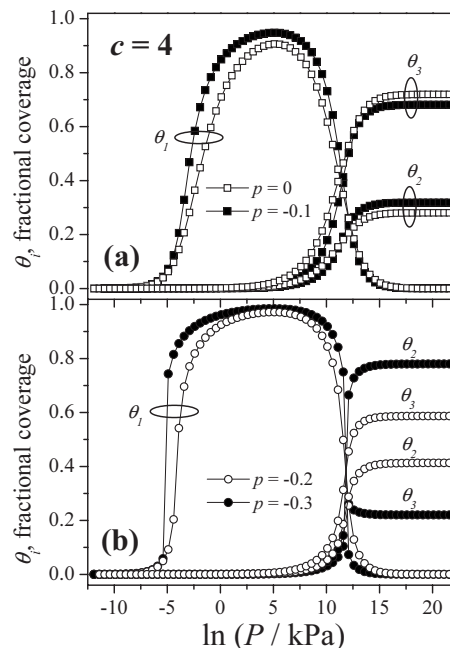 c = 4
1.0
0.8
0.6
0.4
0.2
0.0
θi, fractional coverage
θ1
θ3
θ2
p = 0
p = -0.1
(a)
1.0
0.8
0.6
0.4
0.2
0.0
θi, fractional coverage
θ1
θ2
θ3
θ2
θ3
p = -0.2
p = -0.3
(b)
-10 -5 0 5 10 15 20
ln (P / kPa)